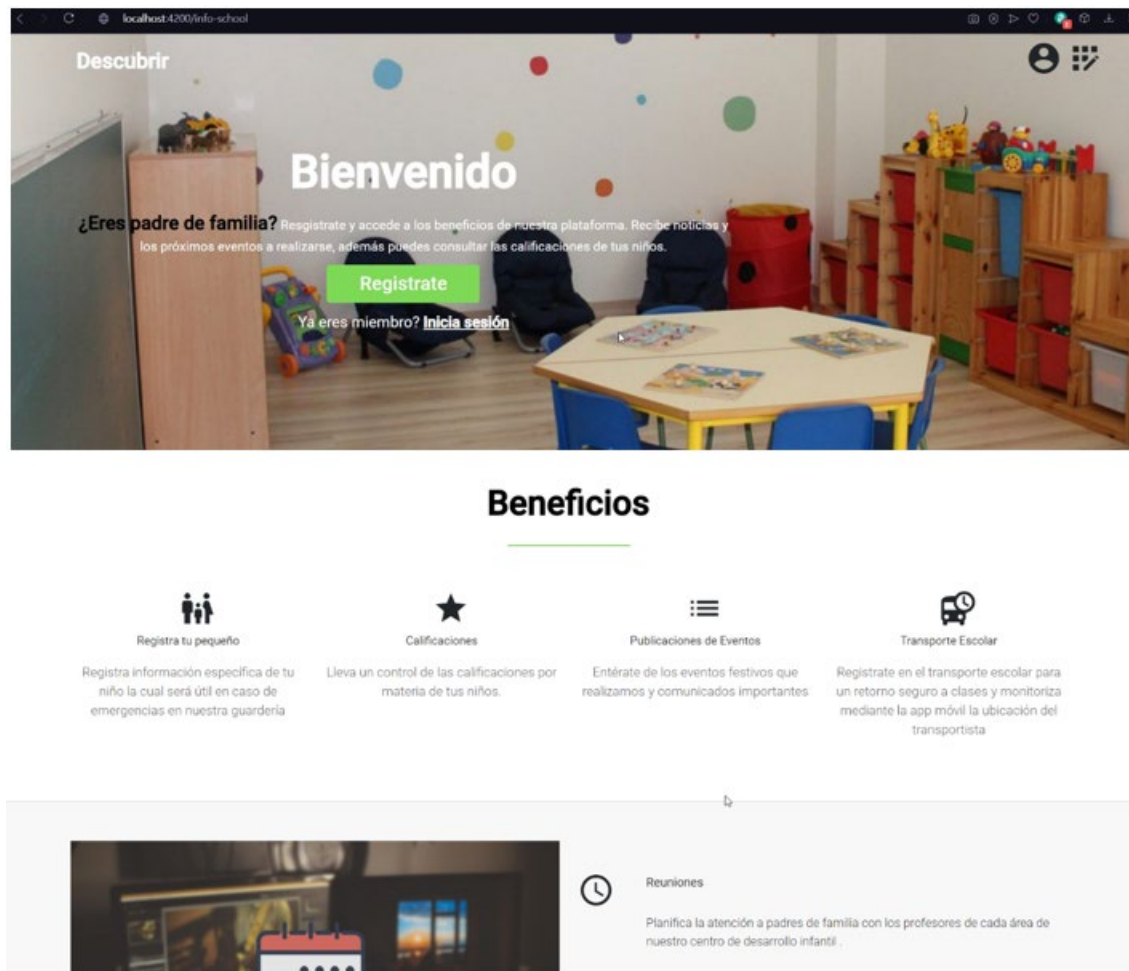 localhost:4200/info-school
Descubrir
Bienvenido
¿Eres padre de familia? Resgistrate y accede a los beneficios de nuestra plataforma. Recibe noticias y
los próximos eventos a realizarse, además puedes consultar las calificaciones de tus niños.
Registrate
Ya eres miembro? Inicia sesión
Beneficios
Registra tu pequeño
Registra información específica de tu
niño la cual será útil en caso de
emergencias en nuestra guardería
Calificaciones
Lleva un control de las calificaciones por
materia de tus niños.
Publicaciones de Eventos
Entérate de los eventos festivos que
realizamos y comunicados importantes
Transporte Escolar
Registrate en el transporte escolar para
un retorno seguro a clases y monitoriza
mediante la app móvil la ubicación del
transportista
Reuniones
Planifica la atención a padres de familia con los profesores de cada área de
nuestro centro de desarrollo infantil .